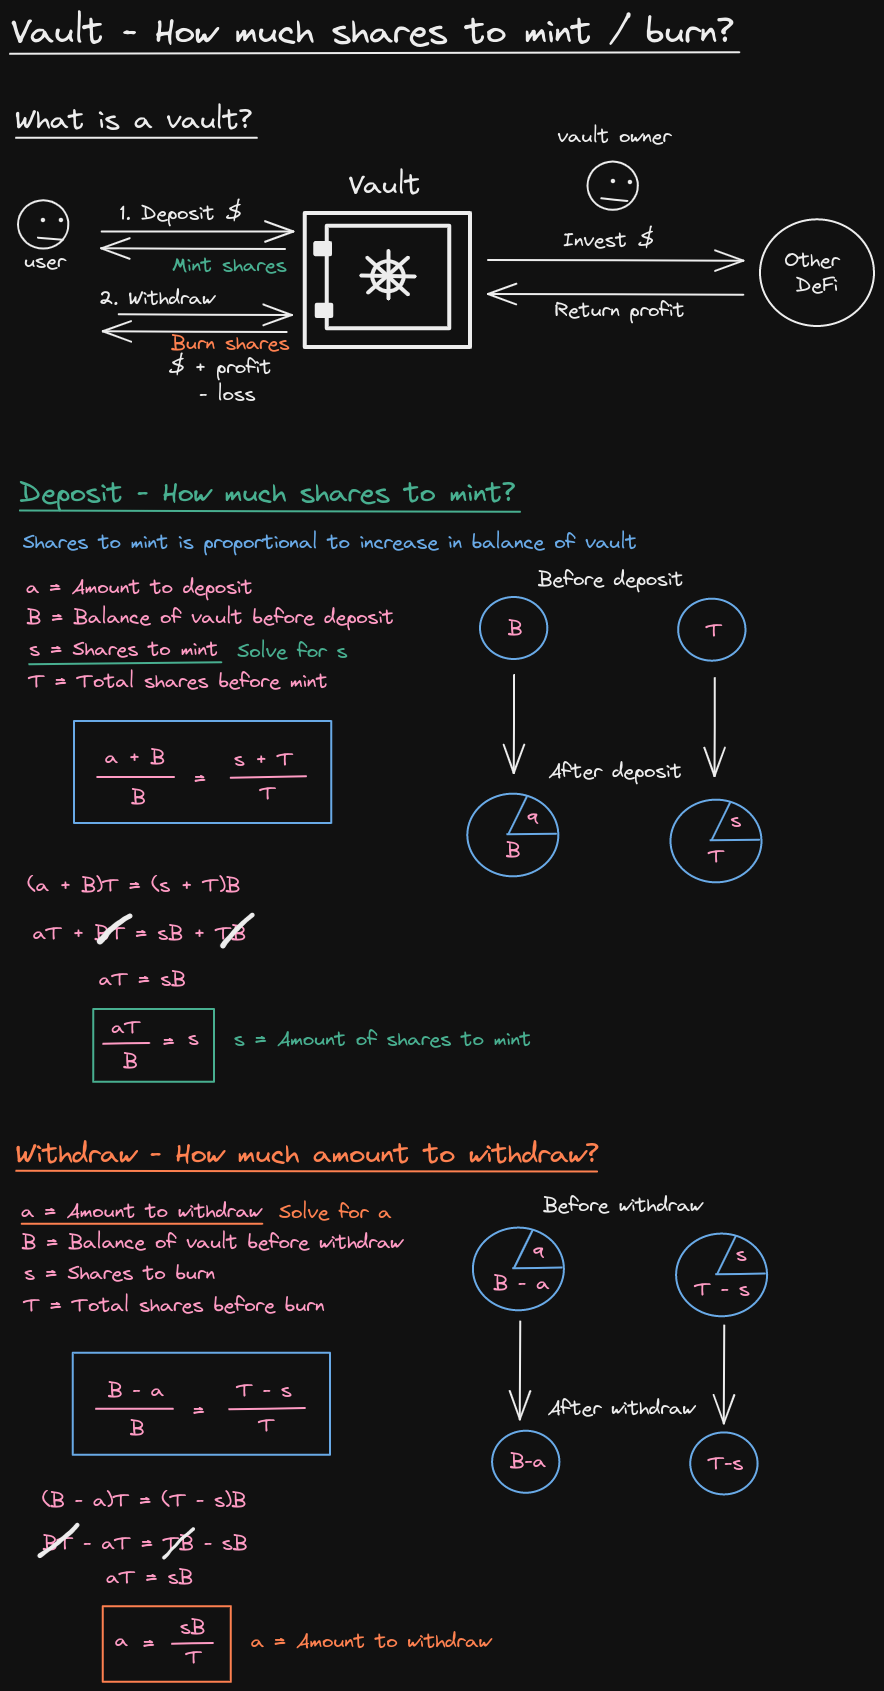 Vault - How much shares to mint / burn?
What is a vault?
vault owner
Vault
1. Deposit $
user
Mint shares
2. Withdraw
Burn shares
$ + profit
- loss
Invest $
Return profit
Other
DeFi
Deposit - How much shares to mint?
Shares to mint is proportional to increase in balance of vault
a = Amount to deposit
B = Balance of vault before deposit
s = Shares to mint Solve for s
T = Total shares before mint
a + B
B
=
s + T
T
Before deposit
B
T
After deposit
a
B
s
T
(a + B)T = (s + T)B
aT + BT = sB + TB
aT = sB
aT
B
= s
s = Amount of shares to mint
Withdraw - How much amount to withdraw?
a = Amount to withdraw Solve for a
B = Balance of vault before withdraw
s = Shares to burn
T = Total shares before burn
B - a
B
=
T - s
T
Before withdraw
a
B - a
s
T - s
After withdraw
B-a
T-s
(B - a)T = (T - s)B
BT - aT = TB - sB
aT = sB
a =
sB
T
a = Amount to withdraw